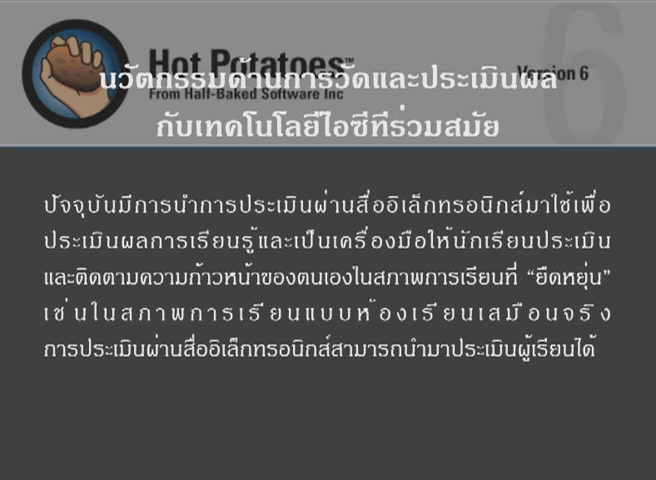 Hot Potatoes™
From Half-Baked Software Inc
Version 6
6
นวัตกรรมด้านการวัดและประเมินผล
กับเทคโนโลยีไอซีทีร่วมสมัย
ปัจจุบันมีการนำการประเมินผ่านสื่ออิเล็กทรอนิกส์มาใช้เพื่อ
ประเมินผลการเรียนรู้และเป็นเครื่องมือให้นักเรียนประเมิน
และติดตามความก้าวหน้าของตนเองในสภาพการเรียนที่ “ยืดหยุ่น”
เช่นในสภาพการเรียนแบบห้องเรียนเสมือนจริง
การประเมินผ่านสื่ออิเล็กทรอนิกส์สามารถนำมาประเมินผู้เรียนได้